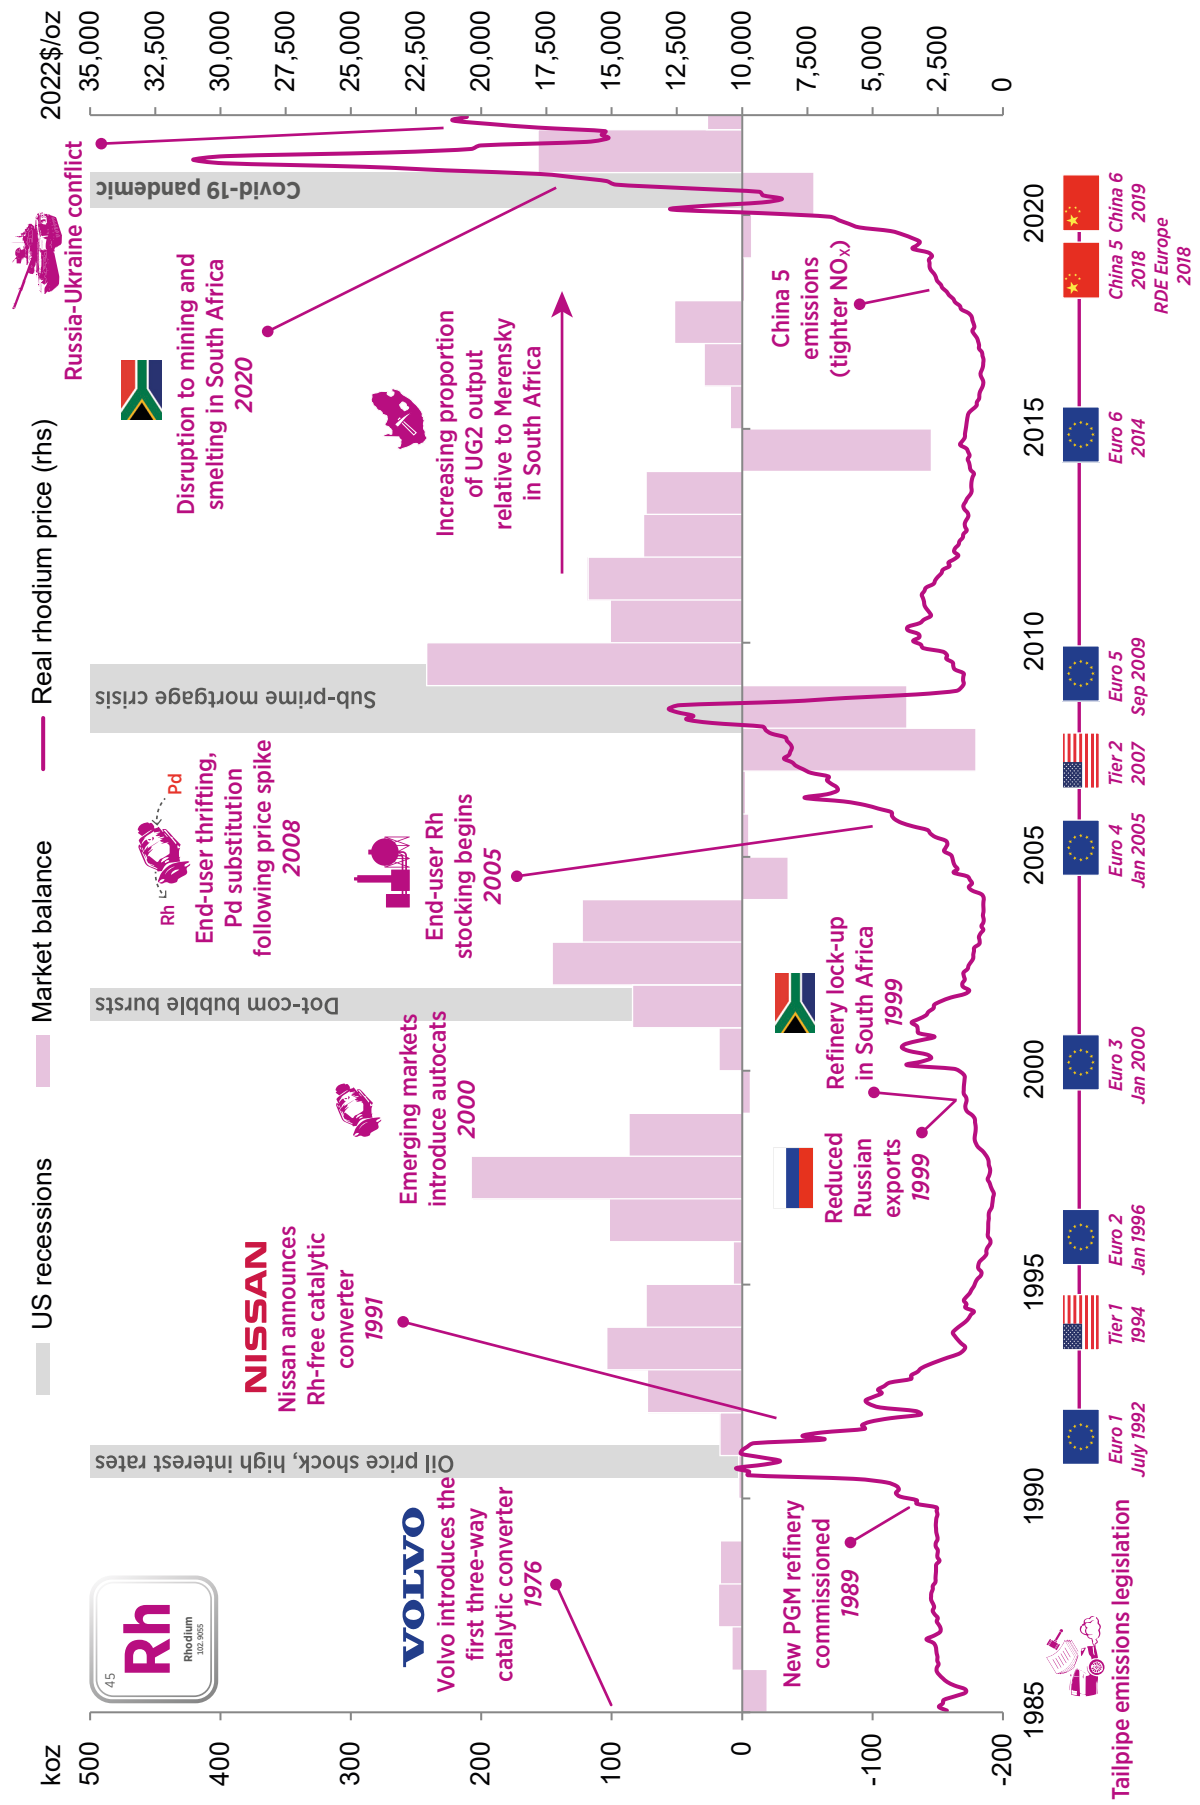 koz
US recessions
Market balance
Real rhodium price (rhs)
2022$/oz
500
400
300
200
100
0
-100
-200
35,000
32,500
30,000
27,500
25,000
22,500
20,000
17,500
15,000
12,500
10,000
7,500
5,000
2,500
0
45
Rh
Rhodium
102.9055
VOLVO
Volvo introduces the
first three-way
catalytic converter
1976
New PGM refinery
commissioned
1989
Oil price shock, high interest rates
NISSAN
Nissan announces
Rh-free catalytic
converter
1991
Emerging markets
introduce autocats
2000
Reduced
Russian
exports
1999
Refinery lock-up
in South Africa
1999
Dot-com bubble bursts
Rh
Pd
End-user thrifting,
Pd substitution
following price spike
2008
End-user Rh
stocking begins
2005
Sub-prime mortgage crisis
Increasing proportion
of UG2 output
relative to Merensky
in South Africa
Disruption to mining and
smelting in South Africa
2020
Russia-Ukraine conflict
Covid-19 pandemic
China 5
emissions
(tighter NOx)
1985
1990
1995
2000
2005
2010
2015
2020
Tailpipe emissions legislation
Euro 1
July 1992
Tier 1
1994
Euro 2
Jan 1996
Euro 3
Jan 2000
Euro 4
Jan 2005
Tier 2
2007
Euro 5
Sep 2009
Euro 6
2014
China 5
2018
RDE Europe
2018
China 6
2019